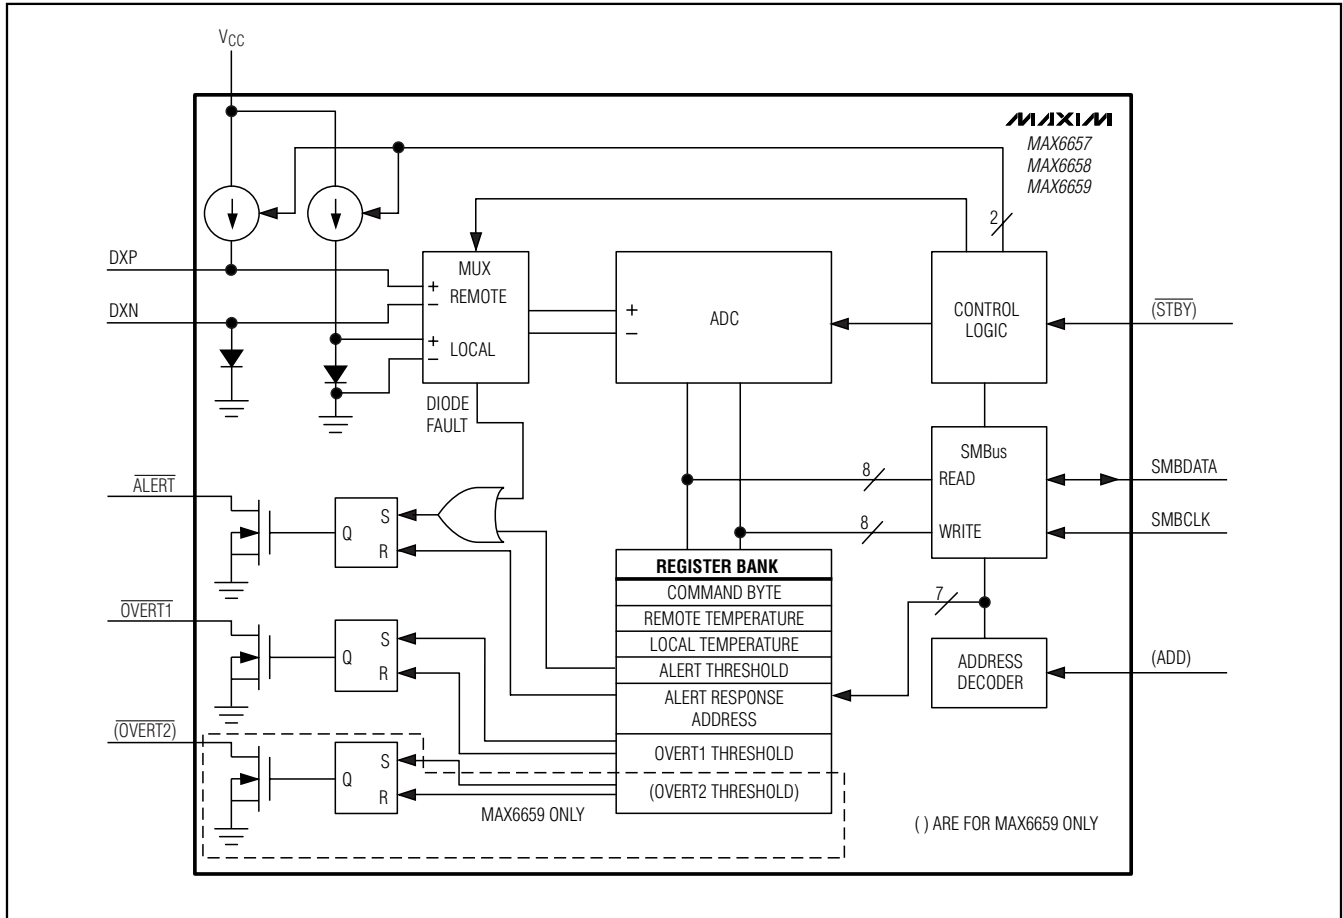 VCC
MAXIM
MAX6657
MAX6658
MAX6659
2
DXP
DXN
MUX
+
REMOTE
−
+
LOCAL
−
DIODE
FAULT
+
−
ADC
CONTROL
LOGIC
(STBY)
SMBus
8
READ
SMBDATA
8
WRITE
SMBCLK
7
ADDRESS
DECODER
(ADD)
ALERT
Q
S
R
OVERT1
Q
S
R
(OVERT2)
Q
S
R
REGISTER BANK
COMMAND BYTE
REMOTE TEMPERATURE
LOCAL TEMPERATURE
ALERT THRESHOLD
ALERT RESPONSE
ADDRESS
OVERT1 THRESHOLD
(OVERT2 THRESHOLD)
MAX6659 ONLY
( ) ARE FOR MAX6659 ONLY